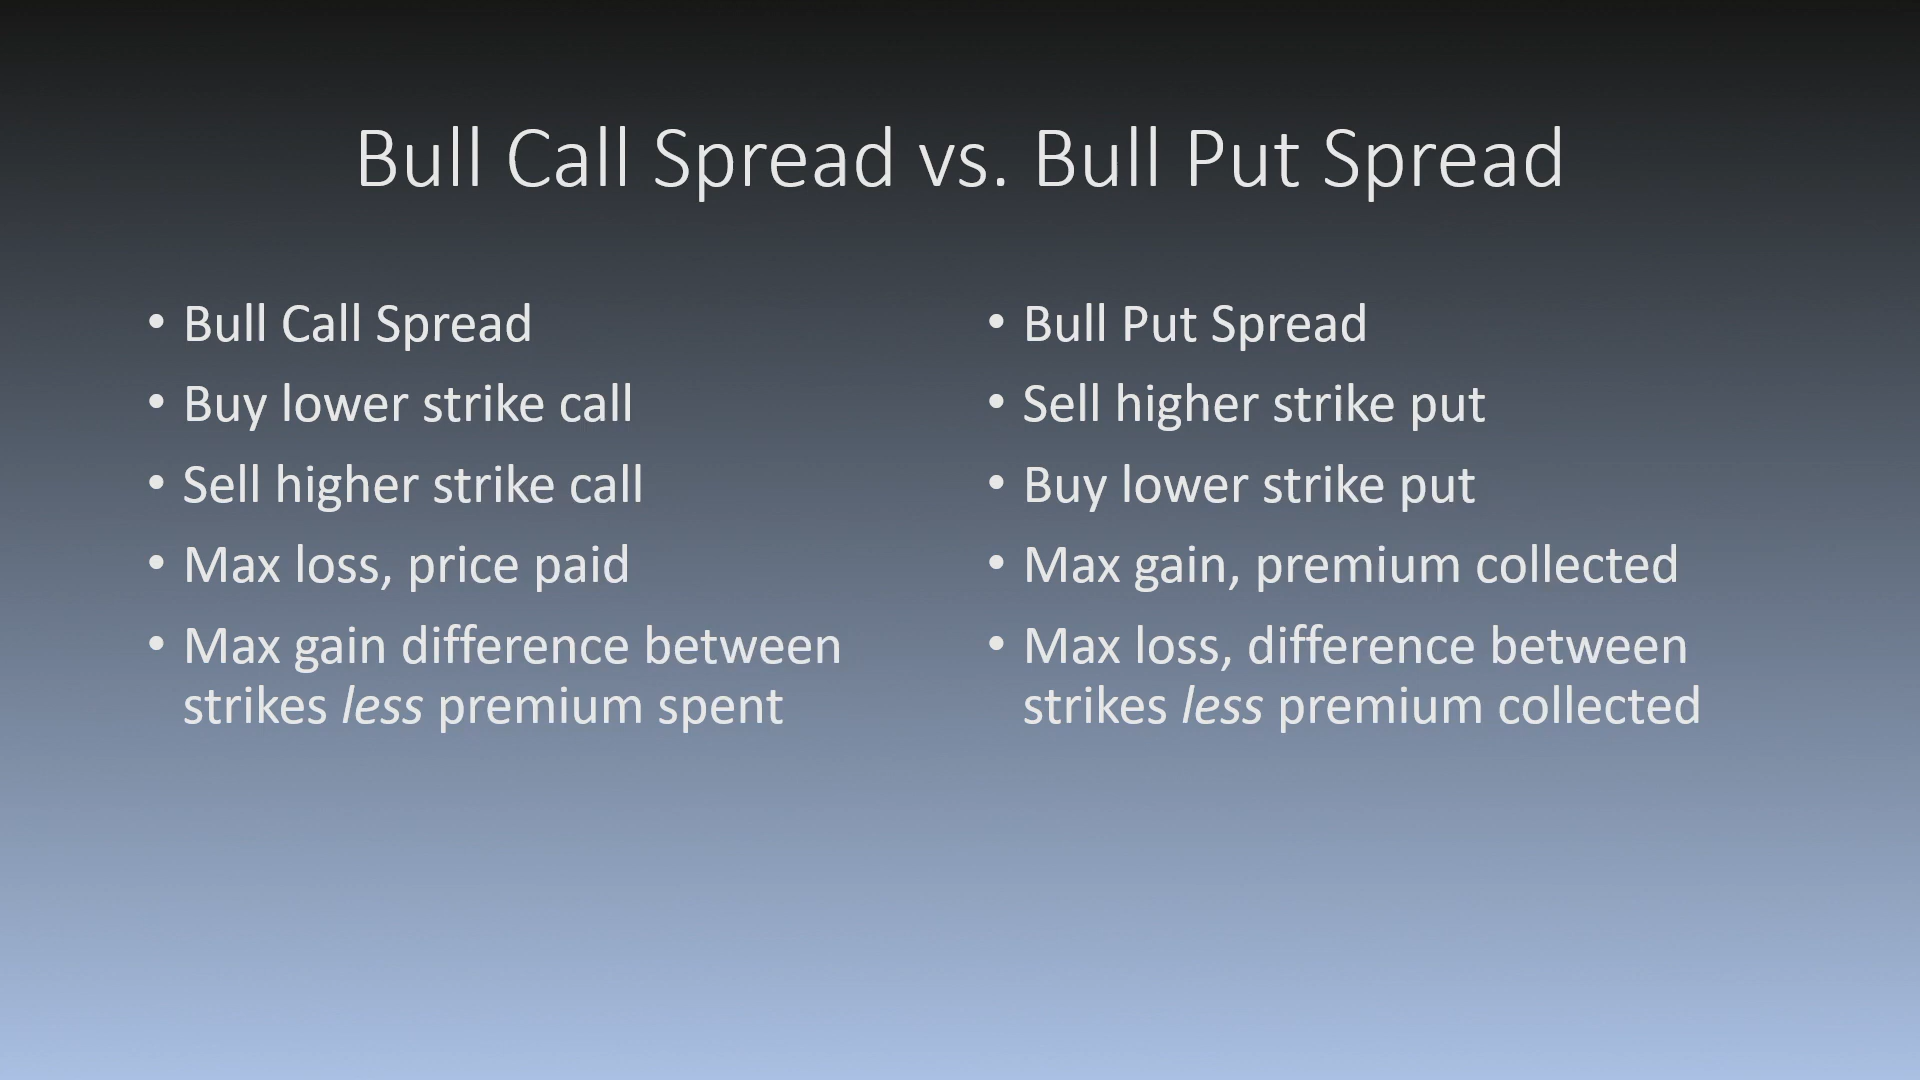 Bull Call Spread vs. Bull Put Spread
• Bull Call Spread
• Buy lower strike call
• Sell higher strike call
• Max loss, price paid
• Max gain difference between
strikes less premium spent
• Bull Put Spread
• Sell higher strike put
• Buy lower strike put
• Max gain, premium collected
• Max loss, difference between
strikes less premium collected